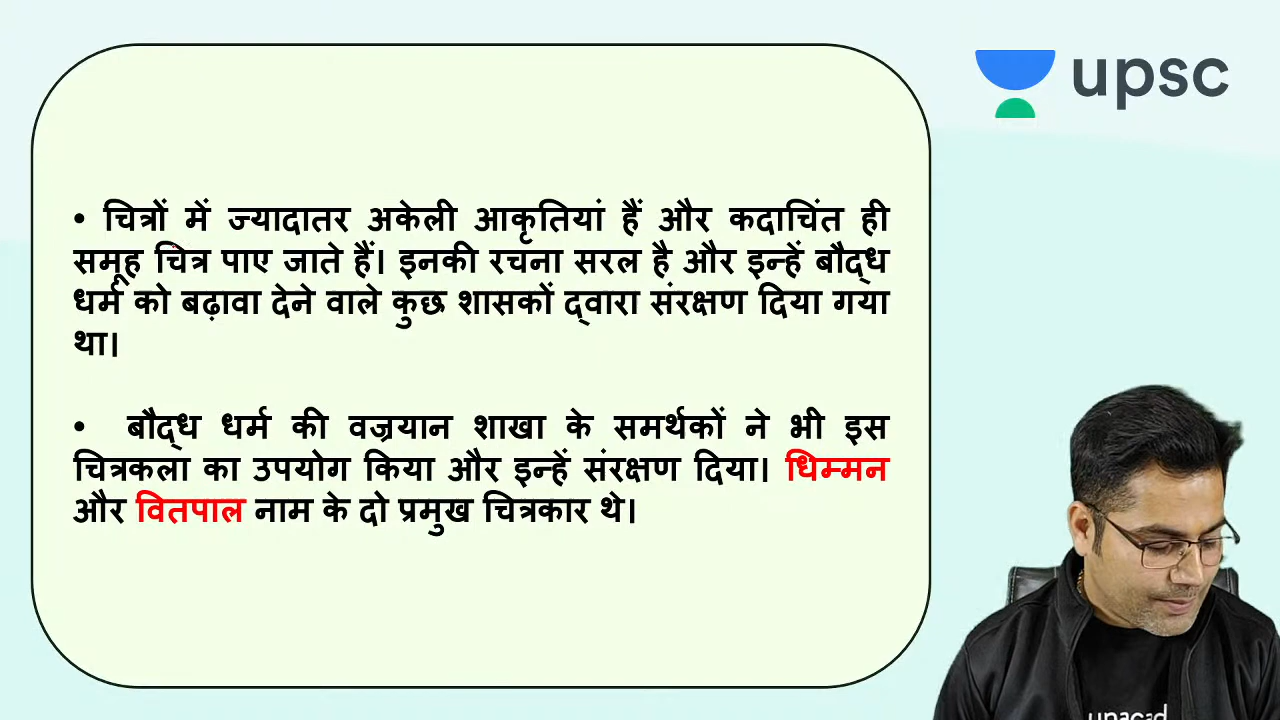 upsc
• चित्रों में ज्यादातर अकेली आकृतियां हैं और कदाचिंत ही
समूह चित्र पाए जाते हैं। इनकी रचना सरल है और इन्हें बौद्ध
धर्म को बढ़ावा देने वाले कुछ शासकों द्वारा संरक्षण दिया गया
था।
• बौद्ध धर्म की वज्रयान शाखा के समर्थकों ने भी इस
चित्रकला का उपयोग किया और इन्हें संरक्षण दिया। धिम्मन
और वितपाल नाम के दो प्रमुख चित्रकार थे।